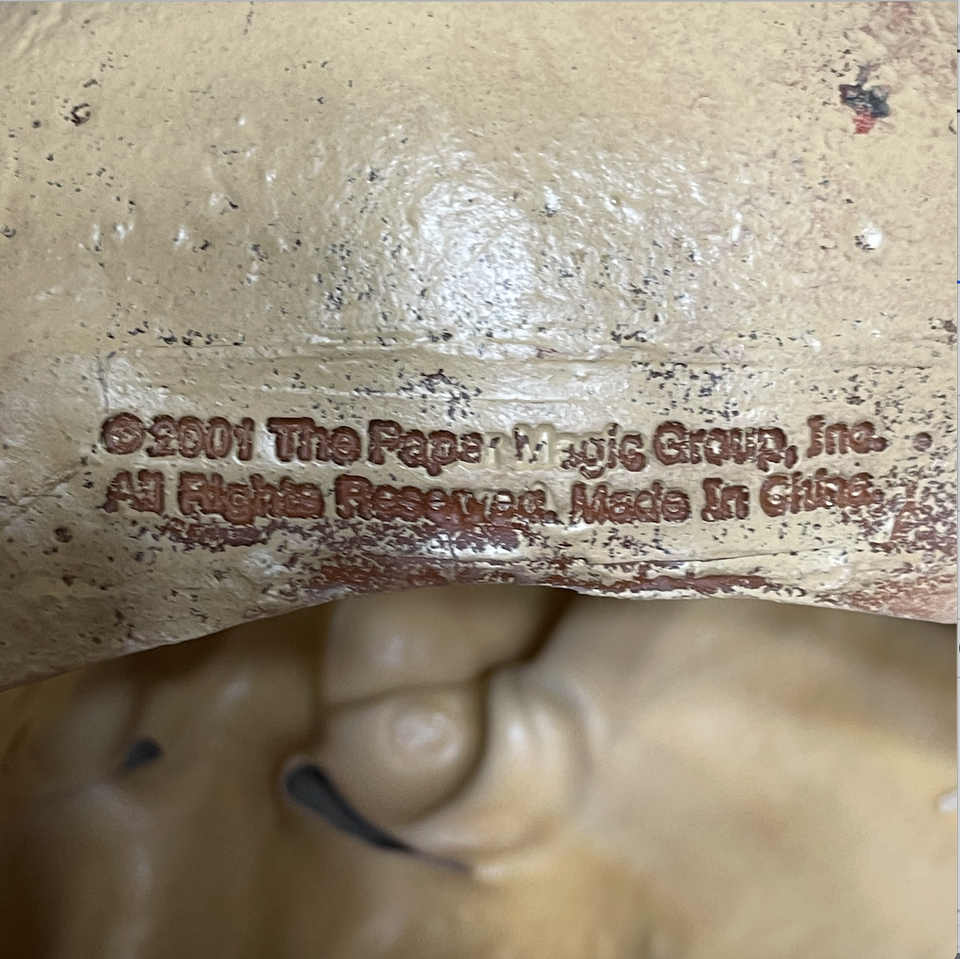 ©2001 The Paper Magic Group, Inc.
All Rights Reserved. Made In China.